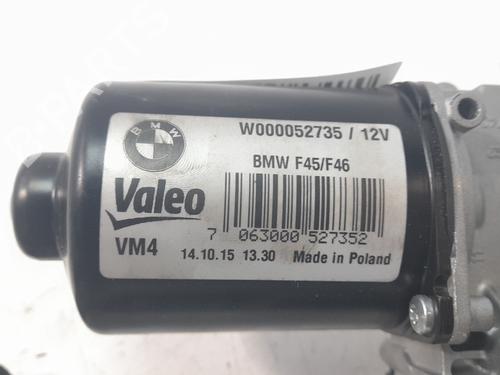 BMW
W000052735 / 12V
BMW F45/F46
Valeo
7 063000 527352
VM4
14.10.15 13.30 Made in Poland